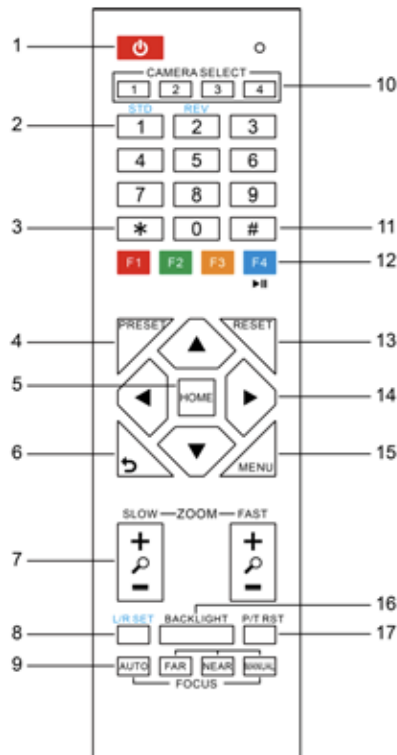 1
CAMERA SELECT
10
1 2 3 4
STD REV
2 1 2 3
4 5 6
7 8 9
3 * 0 # 11
F1 F2 F3 F4 12
PRESET RESET
4 13
5 HOME 14
6 MENU 15
SLOW ZOOM FAST
+ +
7
- -
16
L/R SET BACKLIGHT P/T RST
8 17
9 AUTO FAR NEAR MANUAL
FOCUS